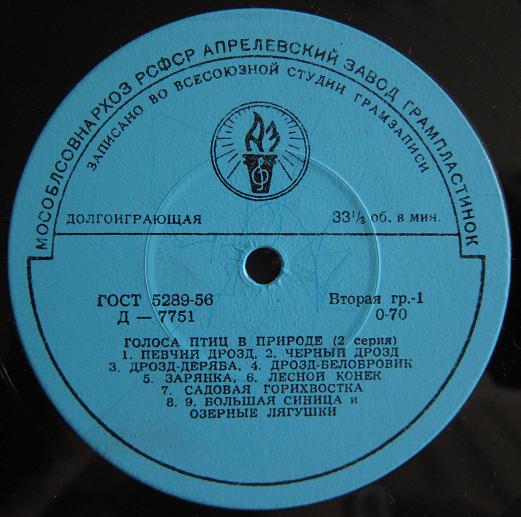 МОСОБЛСОВНАРХОЗ РСФСР АПРЕЛЕВСКИЙ ЗАВОД ГРАМПЛАСТИНОК
ЗАПИСАНО ВО ВСЕСОЮЗНОЙ СТУДИИ ГРАМЗАПИСИ
АЗ
ДОЛГОИГРАЮЩАЯ 33⅓ об. в мин.
ГОСТ 5289-56 Вторая гр.-1
Д — 7751 0-70
ГОЛОСА ПТИЦ В ПРИРОДЕ (2 серия)
1. ПЕВЧИЙ ДРОЗД, 2. ЧЕРНЫЙ ДРОЗД
3. ДРОЗД-ДЕРЯБА, 4. ДРОЗД-БЕЛОБРОВИК
5. ЗАРЯНКА, 6. ЛЕСНОЙ КОНЕК
7. САДОВАЯ ГОРИХВОСТКА
8. 9. БОЛЬШАЯ СИНИЦА и
ОЗЕРНЫЕ ЛЯГУШКИ